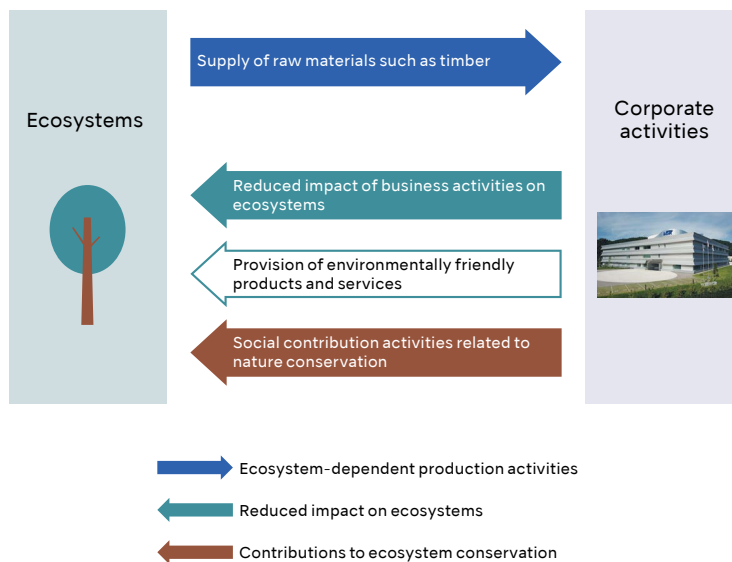 Supply of raw materials such as timber
Ecosystems
Corporate
activities
Reduced impact of business activities on
ecosystems
Provision of environmentally friendly
products and services
Social contribution activities related to
nature conservation
Ecosystem-dependent production activities
Reduced impact on ecosystems
Contributions to ecosystem conservation